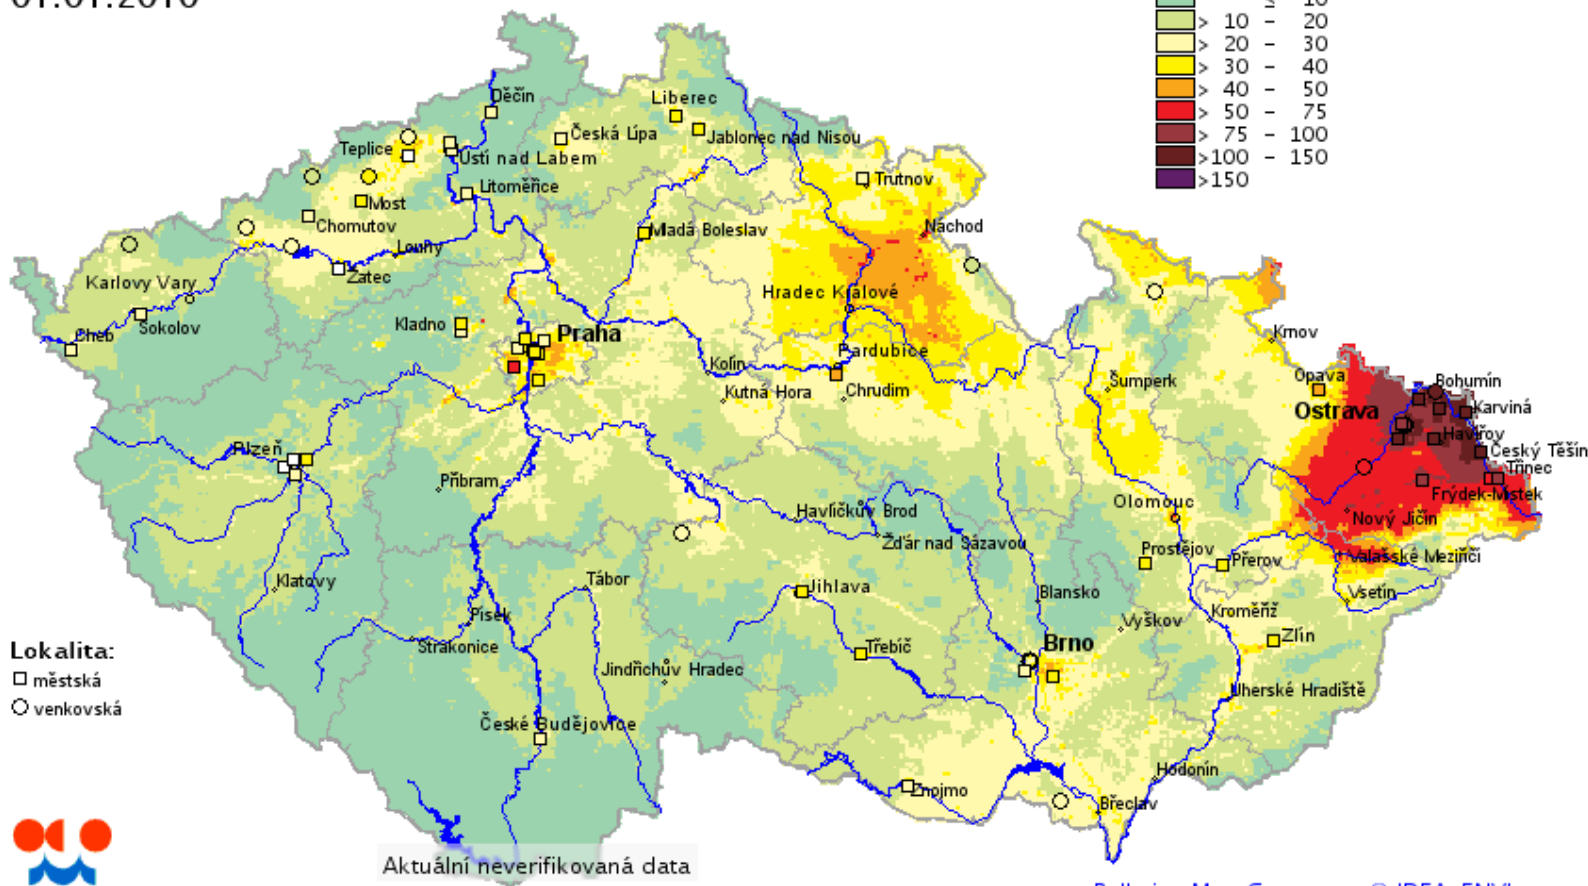 01.01.2010
≤ 10
> 10 – 20
> 20 – 30
> 30 – 40
> 40 – 50
> 50 – 75
> 75 – 100
>100 – 150
>150
Děčín
Liberec
Česká Lípa
Jablonec nad Nisou
Teplice
Ústí nad Labem
Litoměřice
Trutnov
Most
Chomutov
Mladá Boleslav
Náchod
Louny
Žatec
Karlovy Vary
Hradec Králové
Sokolov
Cheb
Kladno
Praha
Krnov
Pardubice
Kolín
Kutná Hora
Chrudim
Šumperk
Opava
Bohumín
Ostrava
Karviná
Havířov
Český Těšín
Třinec
Plzeň
Příbram
Frýdek-Místek
Olomouc
Nový Jičín
Havlíčkův Brod
Žďár nad Sázavou
Prostějov
Přerov
Valašské Meziříčí
Klatovy
Tábor
Jihlava
Blansko
Vsetín
Písek
Kroměříž
Vyškov
Strakonice
Třebíč
Brno
Zlín
Lokalita:
městská
venkovská
Jindřichův Hradec
Uherské Hradiště
České Budějovice
Hodonín
Znojmo
Břeclav
Aktuální neverifikovaná data